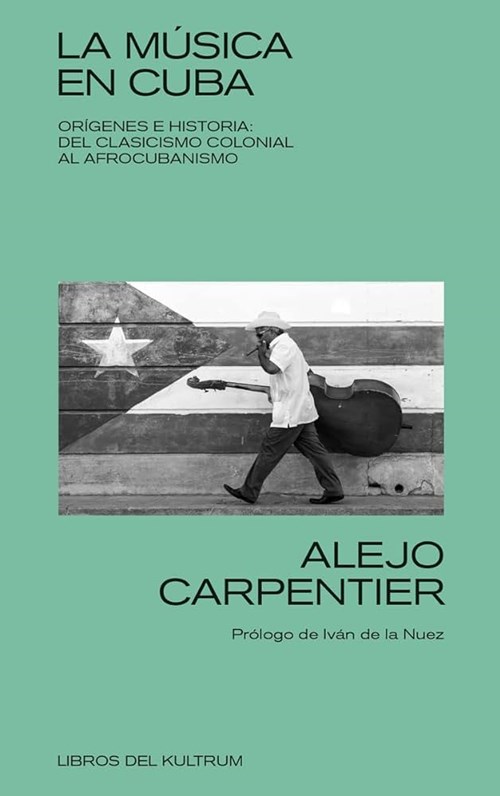 LA MÚSICA
EN CUBA
ORÍGENES E HISTORIA:
DEL CLASICISMO COLONIAL
AL AFROCUBANISMO
ALEJO
CARPENTIER
Prólogo de Iván de la Nuez
LIBROS DEL KULTRUM